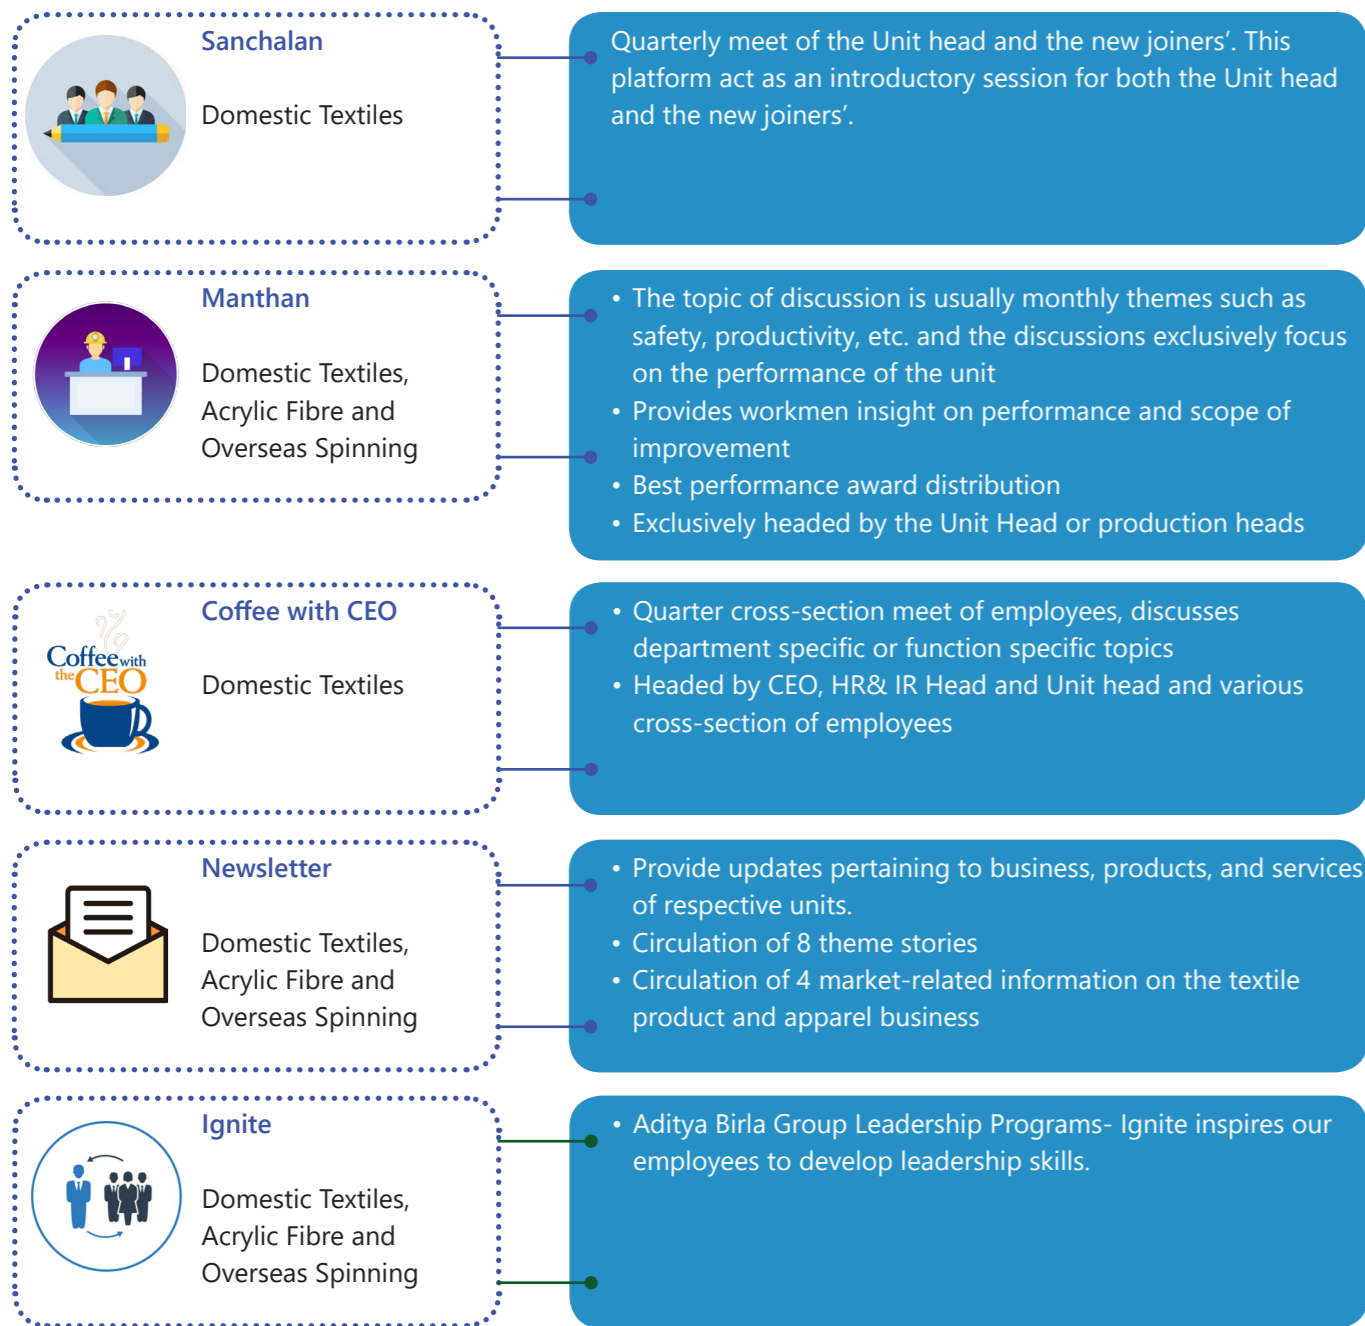 Sanchalan
Domestic Textiles
Quarterly meet of the Unit head and the new joiners’. This
platform act as an introductory session for both the Unit head
and the new joiners’.
Manthan
Domestic Textiles,
Acrylic Fibre and
Overseas Spinning
• The topic of discussion is usually monthly themes such as
safety, productivity, etc. and the discussions exclusively focus
on the performance of the unit
• Provides workmen insight on performance and scope of
improvement
• Best performance award distribution
• Exclusively headed by the Unit Head or production heads
Coffee with
the CEO
Coffee with CEO
Domestic Textiles
• Quarter cross-section meet of employees, discusses
department specific or function specific topics
• Headed by CEO, HR& IR Head and Unit head and various
cross-section of employees
Newsletter
Domestic Textiles,
Acrylic Fibre and
Overseas Spinning
• Provide updates pertaining to business, products, and services
of respective units.
• Circulation of 8 theme stories
• Circulation of 4 market-related information on the textile
product and apparel business
Ignite
Domestic Textiles,
Acrylic Fibre and
Overseas Spinning
• Aditya Birla Group Leadership Programs- Ignite inspires our
employees to develop leadership skills.